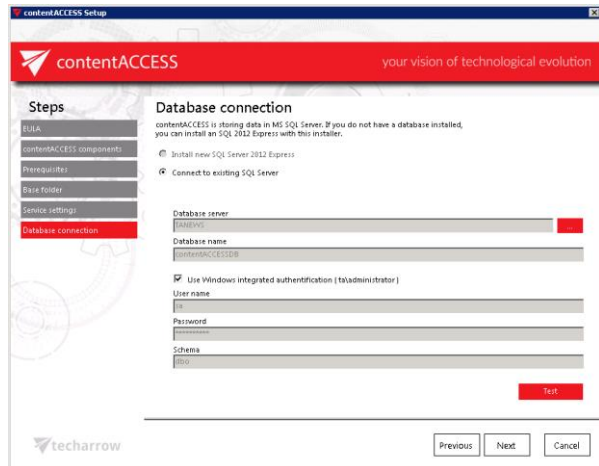 contentACCESS Setup
contentACCESS
your vision of technological evolution
Steps
EULA
contentACCESS components
Prerequisites
Base folder
Service settings
Database connection
Database connection
contentACCESS is storing data in MS SQL Server. If you do not have a database installed,
you can install an SQL 2012 Express with this installer.
Install new SQL Server 2012 Express
Connect to existing SQL Server
Database server
TANEWS
...
Database name
contentACCESSDB
Use Windows integrated authentification ( ta\administrator )
User name
sa
Password
**********
Schema
dbo
Test
techarrow
Previous
Next
Cancel